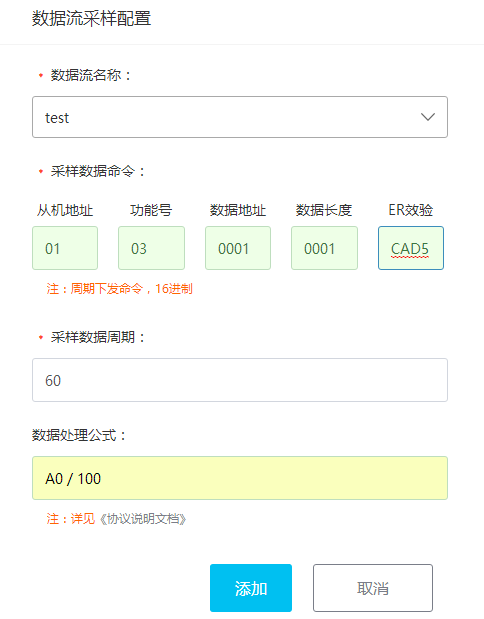 数据流采样配置
* 数据流名称：
test
* 采样数据命令：
从机地址 功能号 数据地址 数据长度 ER效验
01 03 0001 0001 CAD5
注：周期下发命令，16进制
* 采样数据周期：
60
数据处理公式：
A0 / 100
注：详见《协议说明文档》
添加 取消